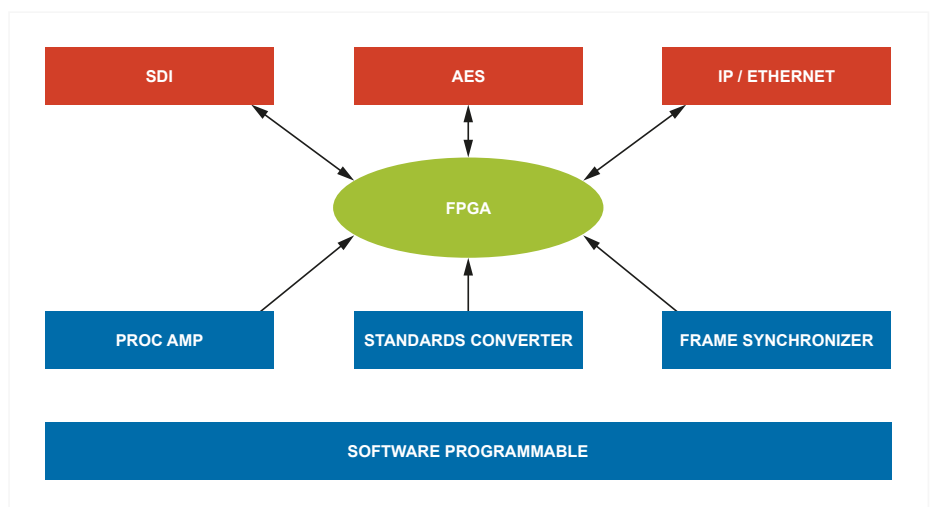 SDI
AES
IP / ETHERNET
FPGA
PROC AMP
STANDARDS CONVERTER
FRAME SYNCHRONIZER
SOFTWARE PROGRAMMABLE